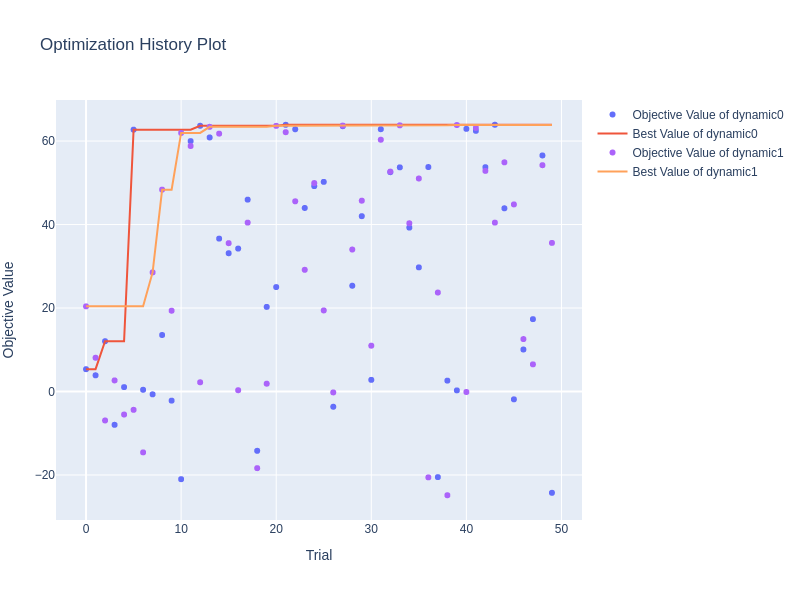 Optimization History Plot
Objective Value of dynamic0
Best Value of dynamic0
Objective Value of dynamic1
Best Value of dynamic1
Objective Value
60
40
20
0
−20
0 10 20 30 40 50
Trial